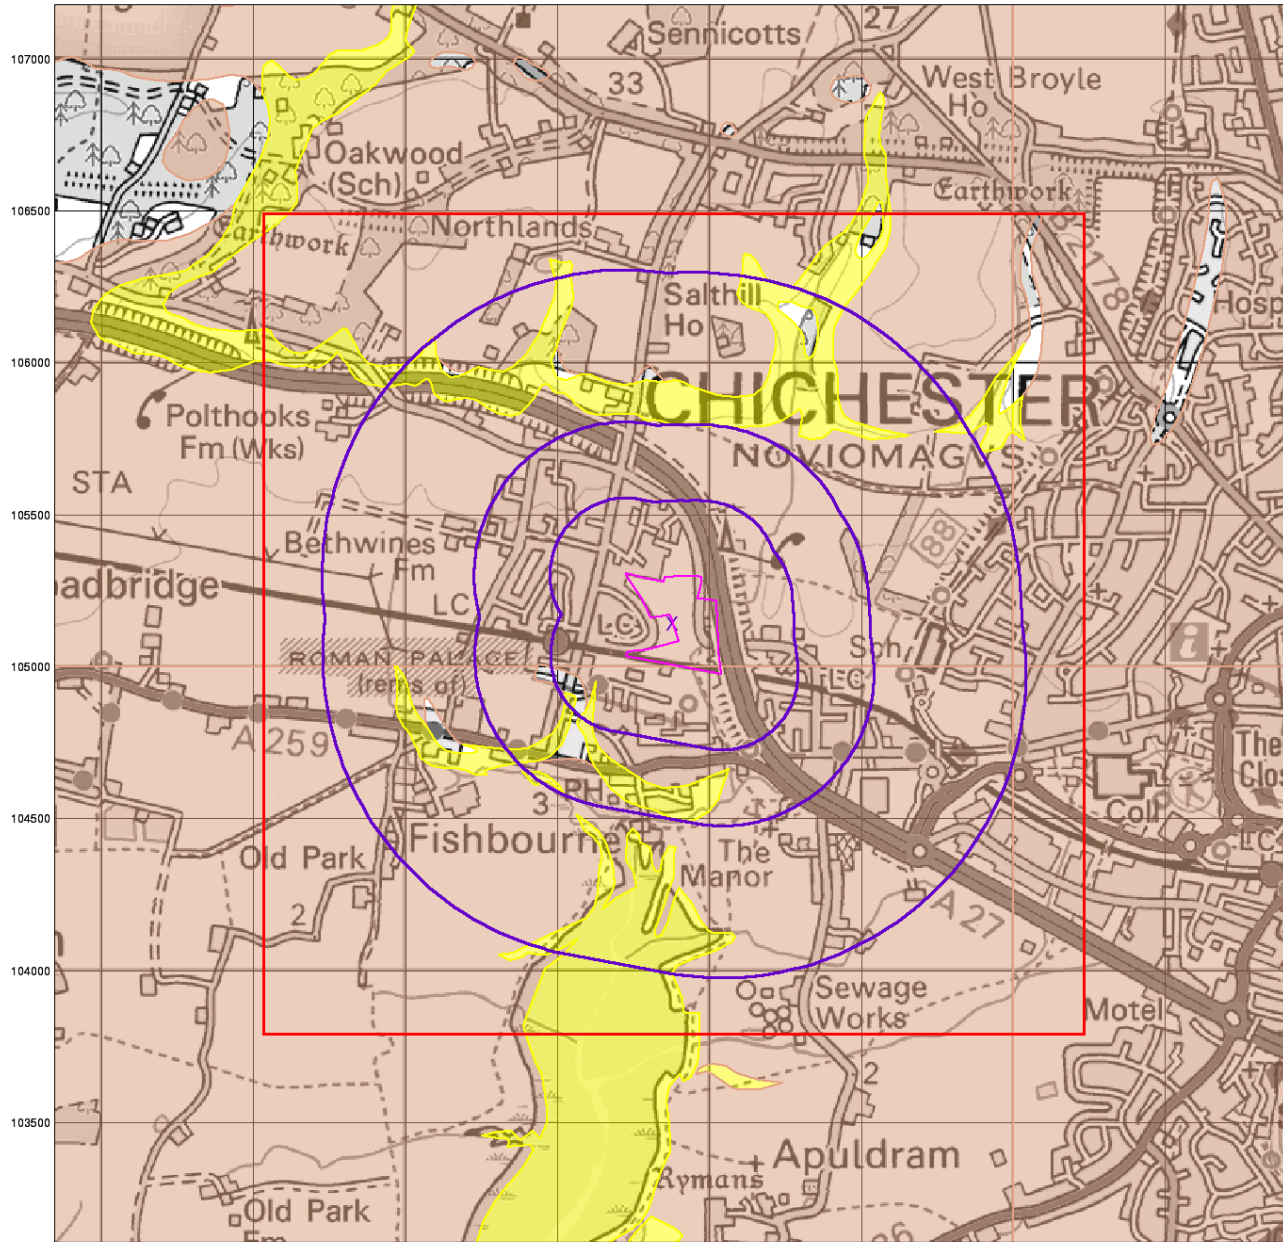 27
Sennicotts
107000
33
West Broyle
Ho
Oakwood
(Sch)
Earthwork
106500
Earthwork
Northlands
B2178
Salthill
Ho
Hosp
106000
CHICHESTER
Polthooks
Fm (Wks)
NOVIOMAGVS
STA
105500
88
Bethwines
Fm
oadbridge
LC
LC
X
Sch
i
105000
ROMAN PALACE
(rems of)
LC
A 259
The
Cla
PH
3
Coll
104500
Fishbourne
LC
Old Park
The
Manor
2
A 27
104000
Sewage
Works
Motel
2
103500
Apuldram
Rymans
Old Park
Fm